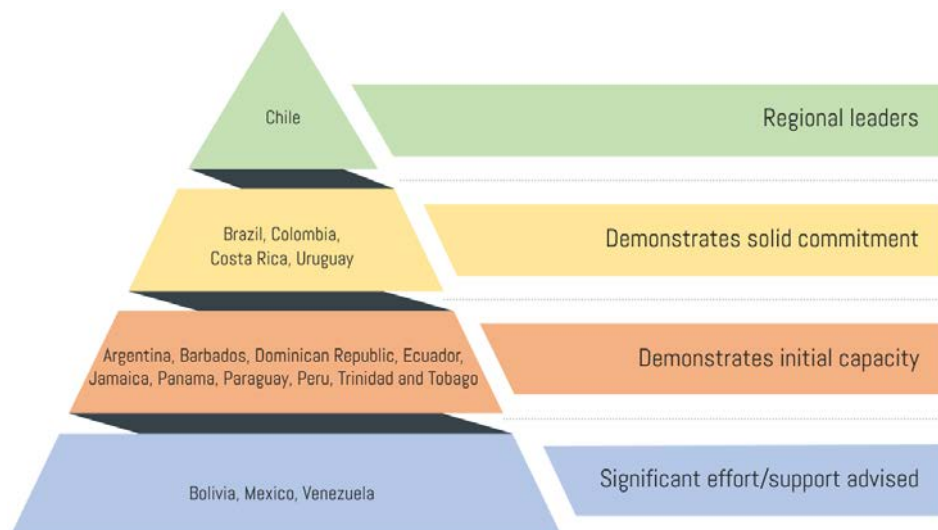 Chile
Regional leaders
Brazil, Colombia,
Costa Rica, Uruguay
Demonstrates solid commitment
Argentina, Barbados, Dominican Republic, Ecuador,
Jamaica, Panama, Paraguay, Peru, Trinidad and Tobago
Demonstrates initial capacity
Bolivia, Mexico, Venezuela
Significant effort/support advised